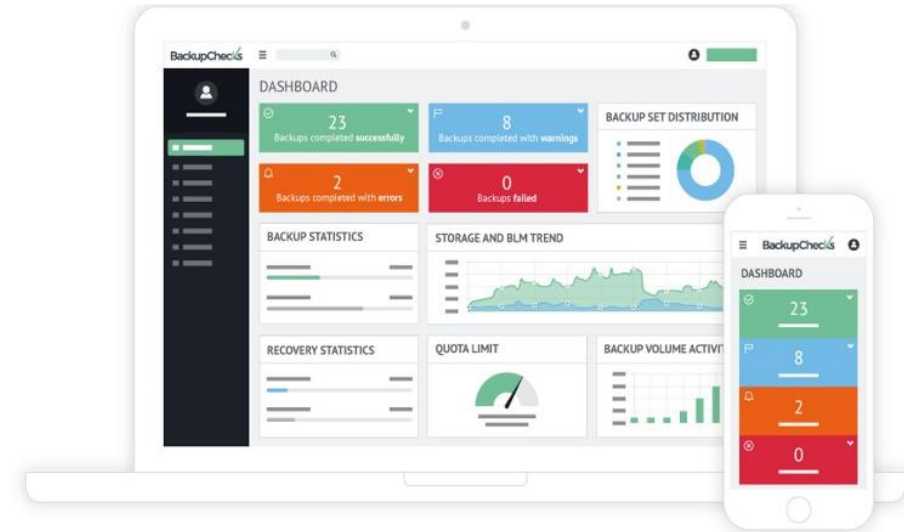 BackupChecks
DASHBOARD
23
Backups completed successfully
8
Backups completed with warnings
BACKUP SET DISTRIBUTION
2
Backups completed with errors
0
Backups failed
BACKUP STATISTICS
STORAGE AND BLM TREND
RECOVERY STATISTICS
QUOTA LIMIT
BACKUP VOLUME ACTIVI
BackupChecks
DASHBOARD
23
8
2
0